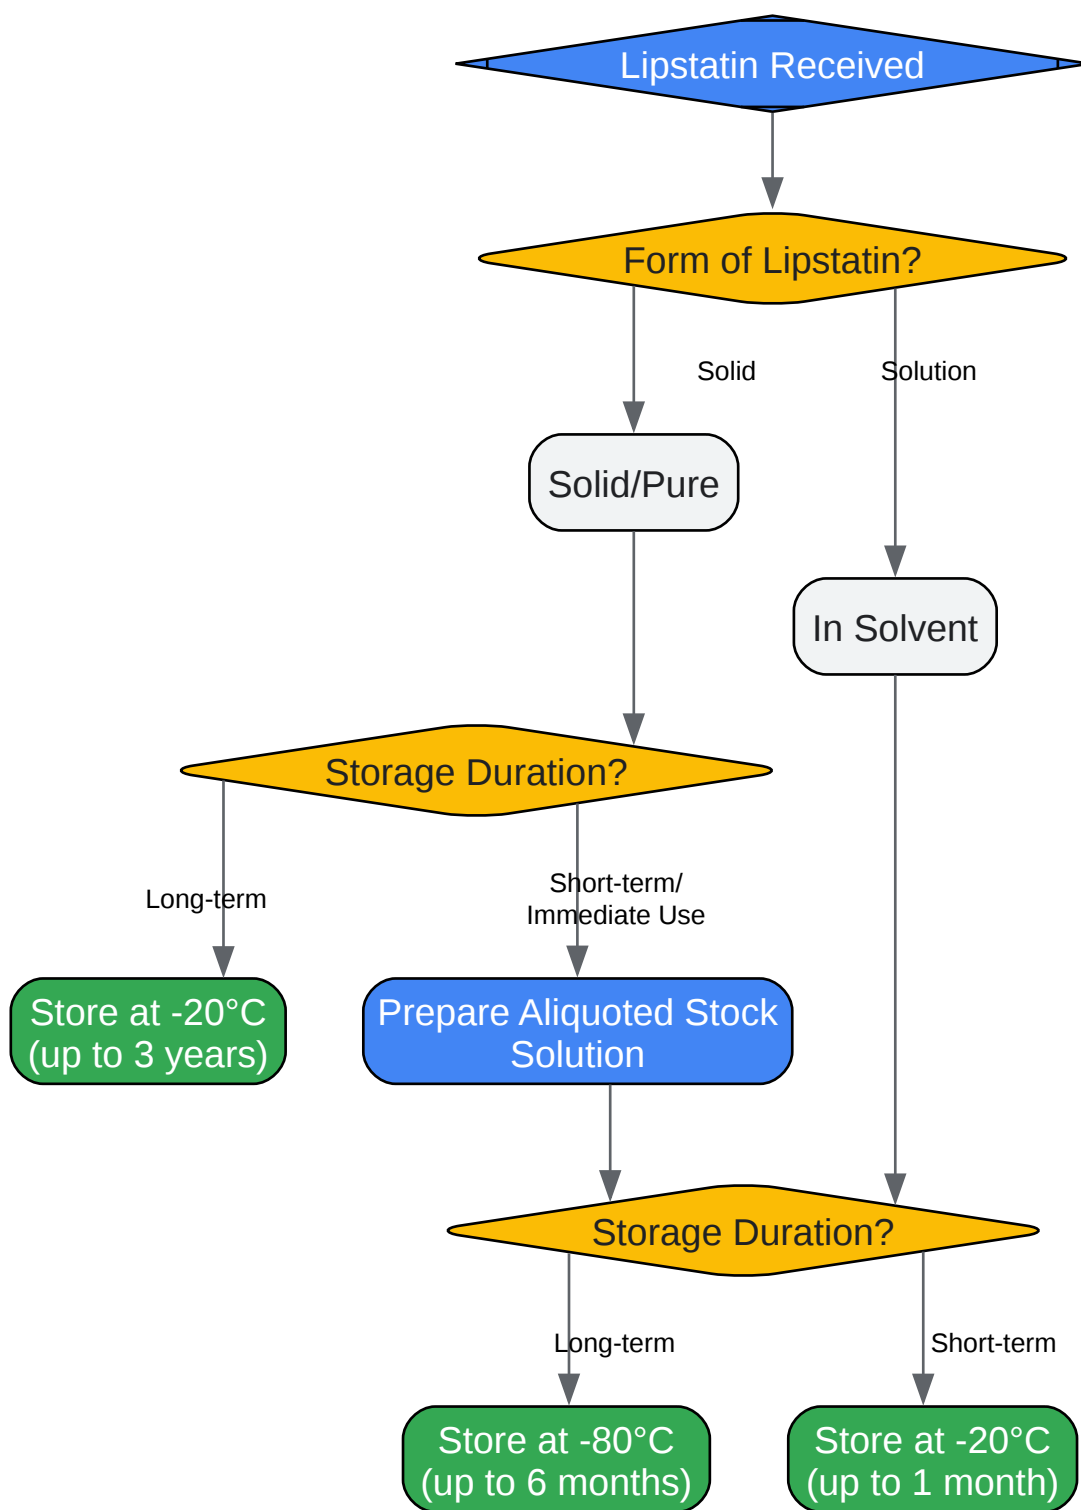 Lipstatin Received
Form of Lipstatin?
Solid
Solution
Solid/Pure
In Solvent
Storage Duration?
Long-term
Short-term/
Immediate Use
Store at -20°C
(up to 3 years)
Prepare Aliquoted Stock
Solution
Storage Duration?
Long-term
Short-term
Store at -80°C
(up to 6 months)
Store at -20°C
(up to 1 month)